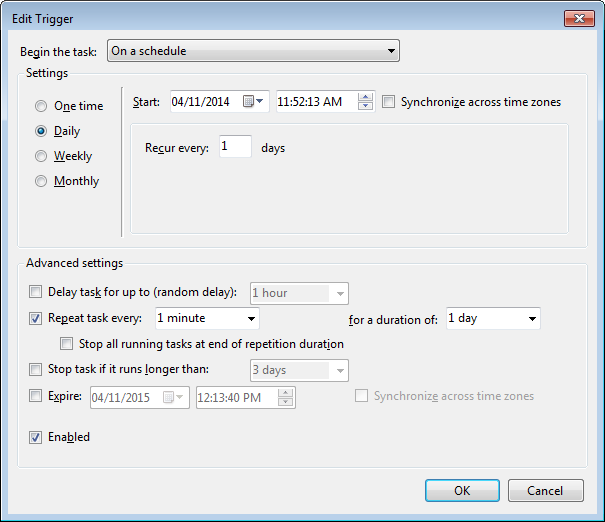 Edit Trigger
Begin the task: On a schedule
Settings
One time
Daily
Weekly
Monthly
Start: 04/11/2014 11:52:13 AM Synchronize across time zones
Recur every: 1 days
Advanced settings
Delay task for up to (random delay): 1 hour
Repeat task every: 1 minute for a duration of: 1 day
Stop all running tasks at end of repetition duration
Stop task if it runs longer than: 3 days
Expire: 04/11/2015 12:13:40 PM Synchronize across time zones
Enabled
OK Cancel